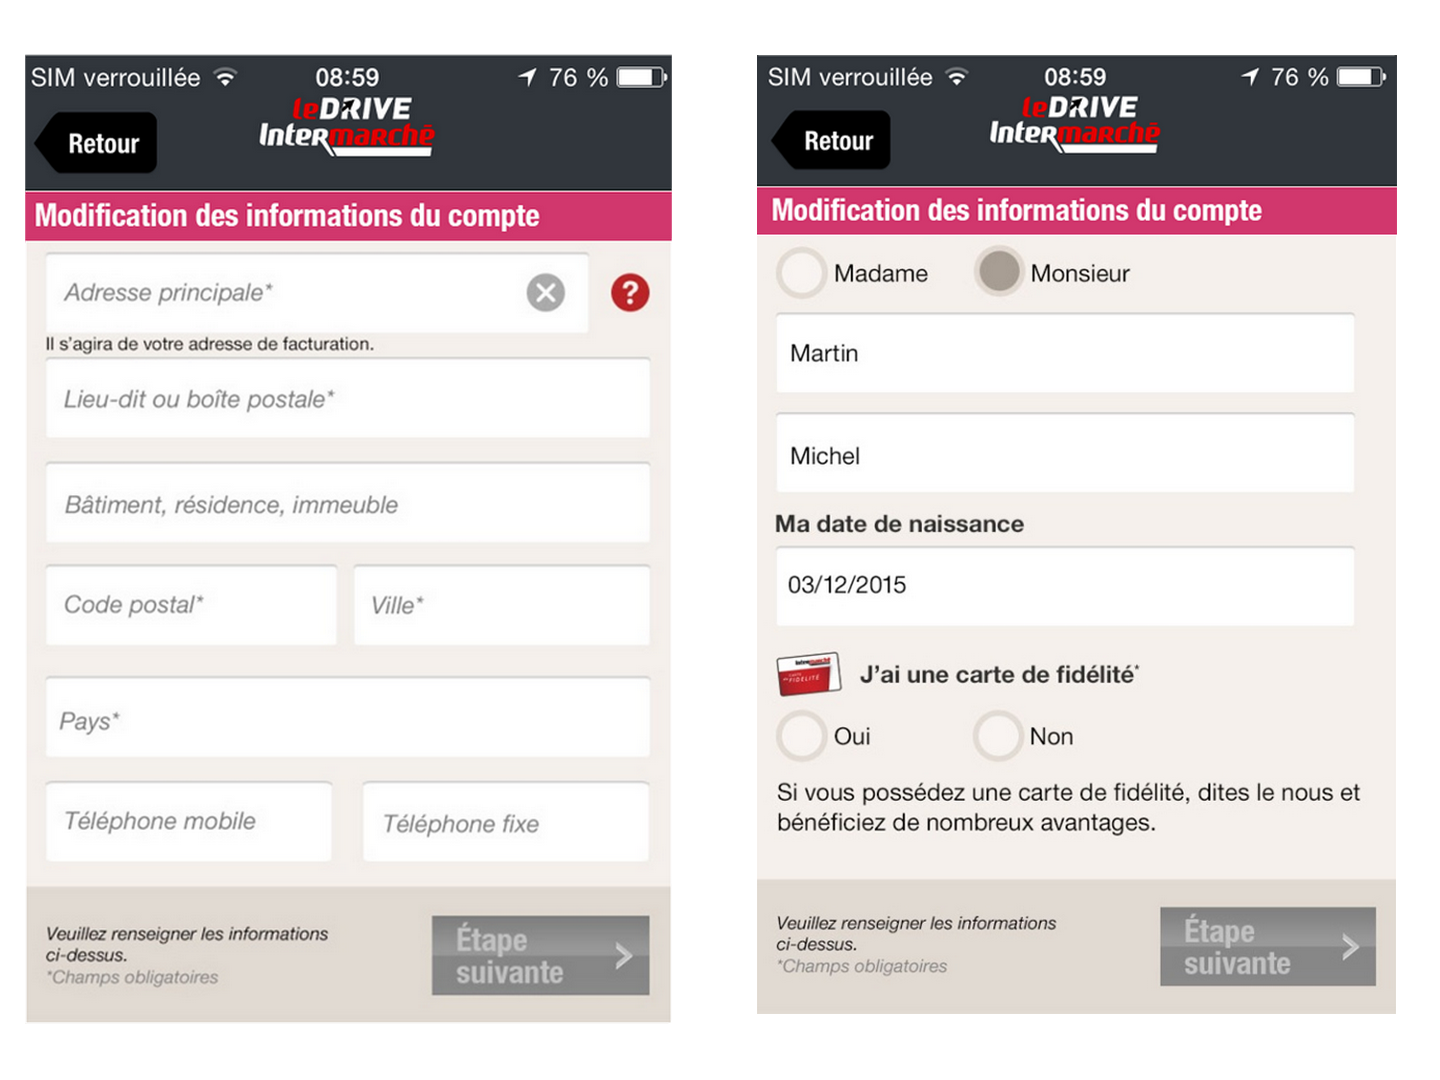 SIM verrouillée 08:59 76 %
leDRIVE
Intermarché
Retour
Modification des informations du compte
Adresse principale*
?
Il s'agira de votre adresse de facturation.
Lieu-dit ou boîte postale*
Bâtiment, résidence, immeuble
Code postal* Ville*
Pays*
Téléphone mobile Téléphone fixe
Veuillez renseigner les informations
ci-dessus.
*Champs obligatoires
Étape
suivante
SIM verrouillée 08:59 76 %
leDRIVE
Intermarché
Retour
Modification des informations du compte
Madame Monsieur
Martin
Michel
Ma date de naissance
03/12/2015
Intermarché
CARTE
DE FIDELITÉ
J'ai une carte de fidélité*
Oui Non
Si vous possédez une carte de fidélité, dites le nous et
bénéficiez de nombreux avantages.
Veuillez renseigner les informations
ci-dessus.
*Champs obligatoires
Étape
suivante